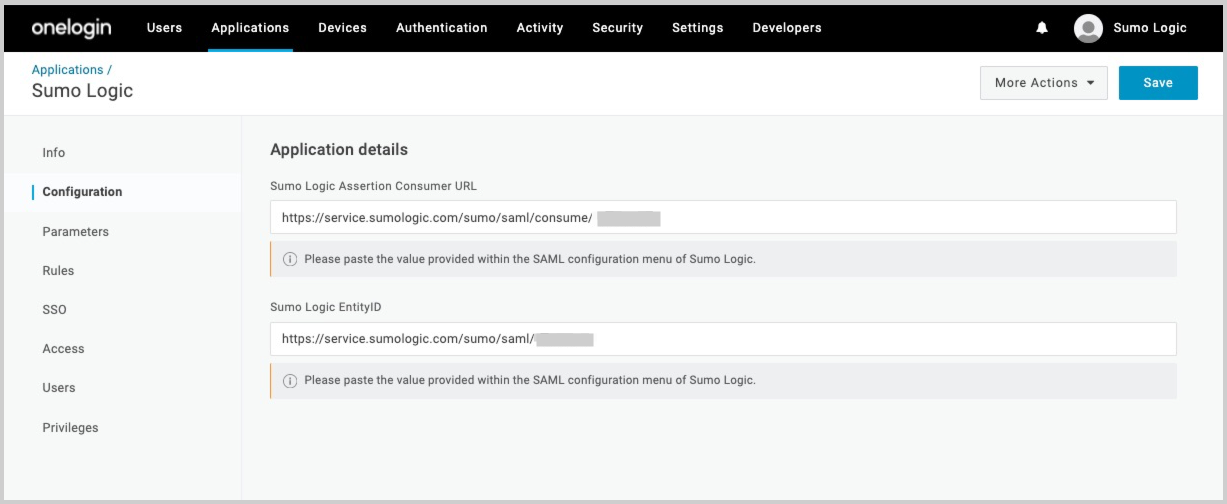 onelogin Users Applications Devices Authentication Activity Security Settings Developers Sumo Logic
Applications /
Sumo Logic
More Actions
Save
Info
Configuration
Parameters
Rules
SSO
Access
Users
Privileges
Application details
Sumo Logic Assertion Consumer URL
https://service.sumologic.com/sumo/saml/consume/
Please paste the value provided within the SAML configuration menu of Sumo Logic.
Sumo Logic EntityID
https://service.sumologic.com/sumo/saml/
Please paste the value provided within the SAML configuration menu of Sumo Logic.